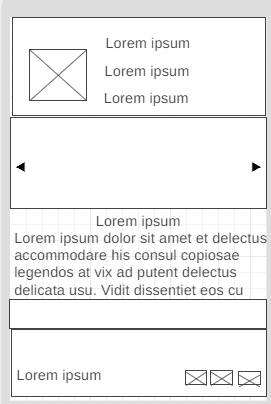 Lorem ipsum
Lorem ipsum
Lorem ipsum
Lorem ipsum
Lorem ipsum dolor sit amet et delectus
accommodare his consul copiosae
legendos at vix ad putent delectus
delicata usu. Vidit dissentiet eos cu
Lorem ipsum